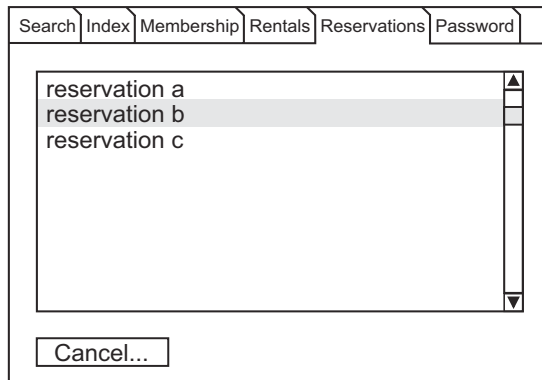 Search Index Membership Rentals Reservations Password
reservation a
reservation b
reservation c
Cancel...